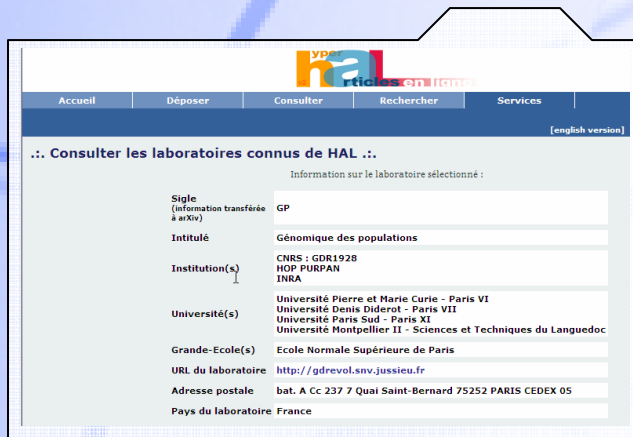 hyper
hal
articles en ligne
Accueil Déposer Consulter Rechercher Services
[english version]
.:. Consulter les laboratoires connus de HAL .:.
Information sur le laboratoire sélectionné :
Sigle
(information transférée
à arXiv)
GP
Intitulé Génomique des populations
Institution(s)
CNRS : GDR1928
HOP PURPAN
INRA
Université(s)
Université Pierre et Marie Curie - Paris VI
Université Denis Diderot - Paris VII
Université Paris Sud - Paris XI
Université Montpellier II - Sciences et Techniques du Languedoc
Grande-Ecole(s) Ecole Normale Supérieure de Paris
URL du laboratoire http://gdrevol.snv.jussieu.fr
Adresse postale bat. A Cc 237 7 Quai Saint-Bernard 75252 PARIS CEDEX 05
Pays du laboratoire France